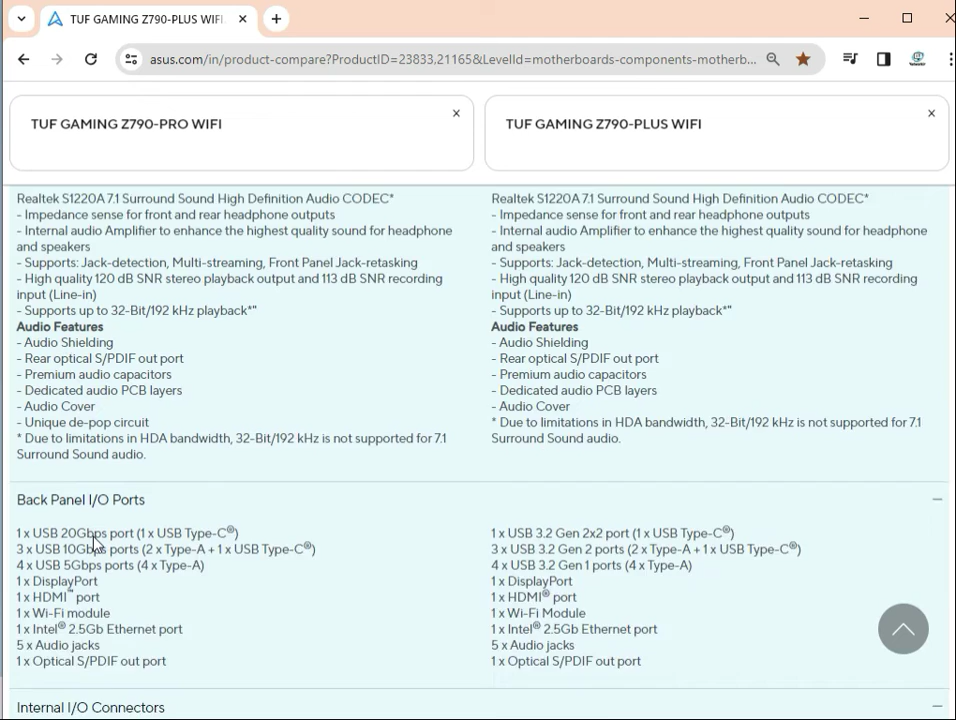 TUF GAMING Z790-PLUS WIFI
asus.com/in/product-compare?ProductID=23833,21165&LevelId=motherboards-components-motherb...
TUF GAMING Z790-PRO WIFI
TUF GAMING Z790-PLUS WIFI
Realtek S1220A 7.1 Surround Sound High Definition Audio CODEC*
- Impedance sense for front and rear headphone outputs
- Internal audio Amplifier to enhance the highest quality sound for headphone
and speakers
- Supports: Jack-detection, Multi-streaming, Front Panel Jack-retasking
- High quality 120 dB SNR stereo playback output and 113 dB SNR recording
input (Line-in)
- Supports up to 32-Bit/192 kHz playback*"
Audio Features
- Audio Shielding
- Rear optical S/PDIF out port
- Premium audio capacitors
- Dedicated audio PCB layers
- Audio Cover
- Unique de-pop circuit
* Due to limitations in HDA bandwidth, 32-Bit/192 kHz is not supported for 7.1
Surround Sound audio.
Realtek S1220A 7.1 Surround Sound High Definition Audio CODEC*
- Impedance sense for front and rear headphone outputs
- Internal audio Amplifier to enhance the highest quality sound for headphone
and speakers
- Supports: Jack-detection, Multi-streaming, Front Panel Jack-retasking
- High quality 120 dB SNR stereo playback output and 113 dB SNR recording
input (Line-in)
- Supports up to 32-Bit/192 kHz playback*"
Audio Features
- Audio Shielding
- Rear optical S/PDIF out port
- Premium audio capacitors
- Dedicated audio PCB layers
- Audio Cover
* Due to limitations in HDA bandwidth, 32-Bit/192 kHz is not supported for 7.1
Surround Sound audio.
Back Panel I/O Ports
1 x USB 20Gbps port (1 x USB Type-C®)
3 x USB 10Gbps ports (2 x Type-A + 1 x USB Type-C®)
4 x USB 5Gbps ports (4 x Type-A)
1 x DisplayPort
1 x HDMI™ port
1 x Wi-Fi module
1 x Intel® 2.5Gb Ethernet port
5 x Audio jacks
1 x Optical S/PDIF out port
1 x USB 3.2 Gen 2x2 port (1 x USB Type-C®)
3 x USB 3.2 Gen 2 ports (2 x Type-A + 1 x USB Type-C®)
4 x USB 3.2 Gen 1 ports (4 x Type-A)
1 x DisplayPort
1 x HDMI® port
1 x Wi-Fi Module
1 x Intel® 2.5Gb Ethernet port
5 x Audio jacks
1 x Optical S/PDIF out port
Internal I/O Connectors